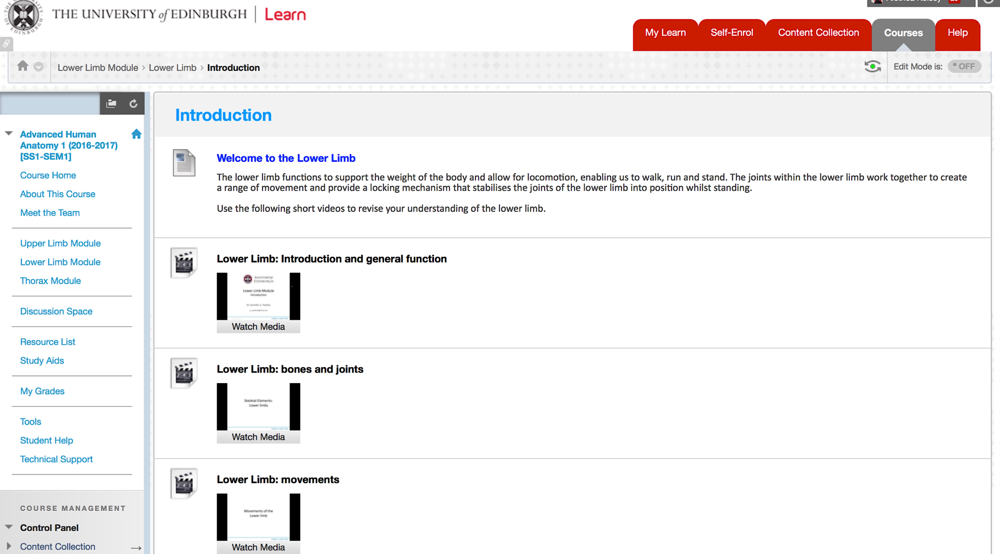 THE UNIVERSITY of EDINBURGH | Learn
My Learn
Self-Enrol
Content Collection
Courses
Help
Lower Limb Module > Lower Limb > Introduction
Edit Mode is:
OFF
Advanced Human
Anatomy 1 (2016-2017)
[SS1-SEM1]
Course Home
About This Course
Meet the Team
Upper Limb Module
Lower Limb Module
Thorax Module
Discussion Space
Resource List
Study Aids
My Grades
Tools
Student Help
Technical Support
COURSE MANAGEMENT
Control Panel
Content Collection
Introduction
Welcome to the Lower Limb
The lower limb functions to support the weight of the body and allow for locomotion, enabling us to walk, run and stand. The joints within the lower limb work together to create
a range of movement and provide a locking mechanism that stabilises the joints of the lower limb into position whilst standing.
Use the following short videos to revise your understanding of the lower limb.
Lower Limb: Introduction and general function
ANATOMY@
EDINBURGH
Lower Limb Module
Introduction
Watch Media
Lower Limb: bones and joints
Skeletal Elements:
Lower limbs
Watch Media
Lower Limb: movements
Movements of the
Lower limb
Watch Media